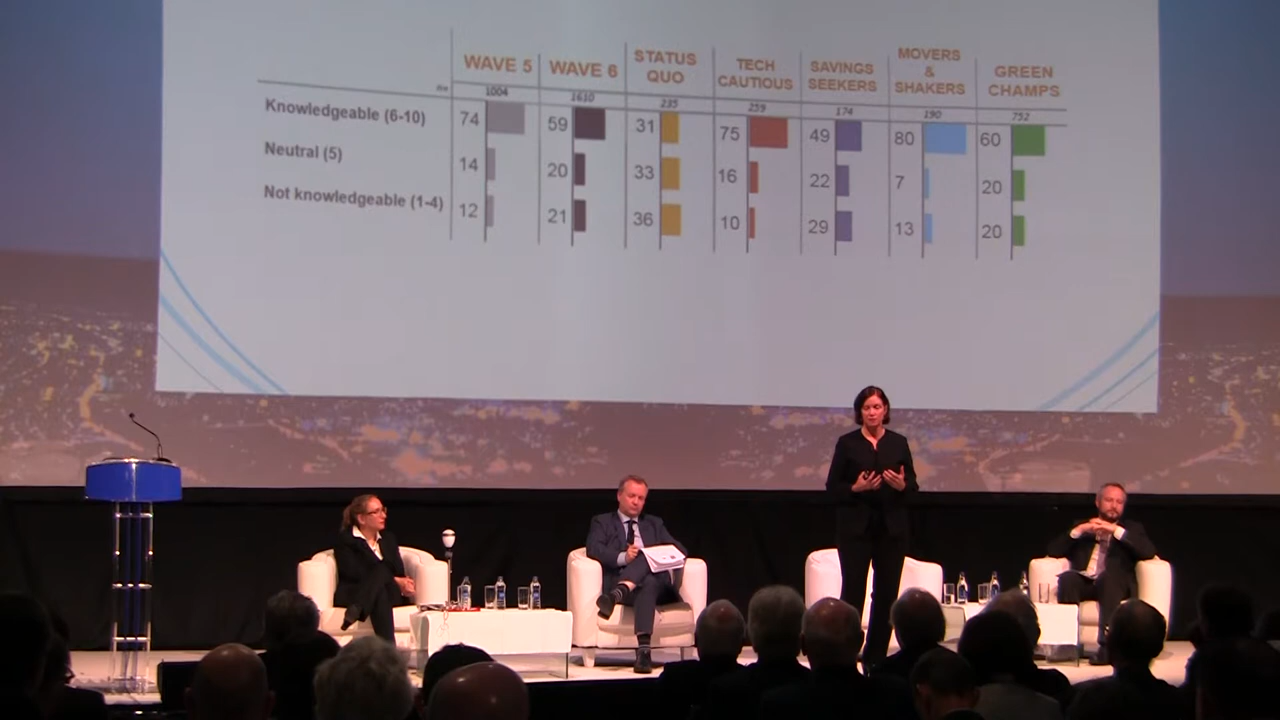 WAVE 5 WAVE 6 STATUS QUO TECH CAUTIOUS SAVINGS SEEKERS MOVERS & SHAKERS GREEN CHAMPS
1004 1610 235 259 174 190 752
Knowledgeable (6-10) 74 59 31 75 49 80 60
Neutral (5) 14 20 33 16 22 7 20
Not knowledgeable (1-4) 12 21 36 10 29 13 20